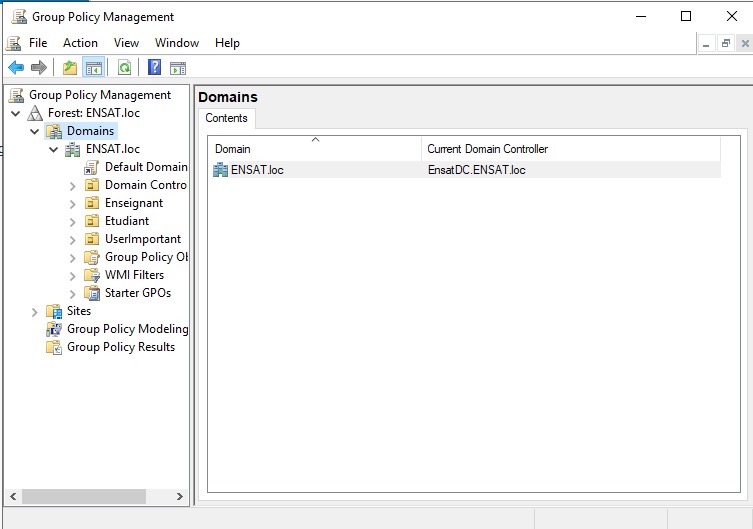 Group Policy Management
File Action View Window Help
Group Policy Management
Forest: ENSAT.loc
Domains
ENSAT.loc
Default Domain
Domain Contro
Enseignant
Etudiant
UserImportant
Group Policy Ob
WMI Filters
Starter GPOs
Sites
Group Policy Modeling
Group Policy Results
Domains
Contents
Domain Current Domain Controller
ENSAT.loc EnsatDC.ENSAT.loc